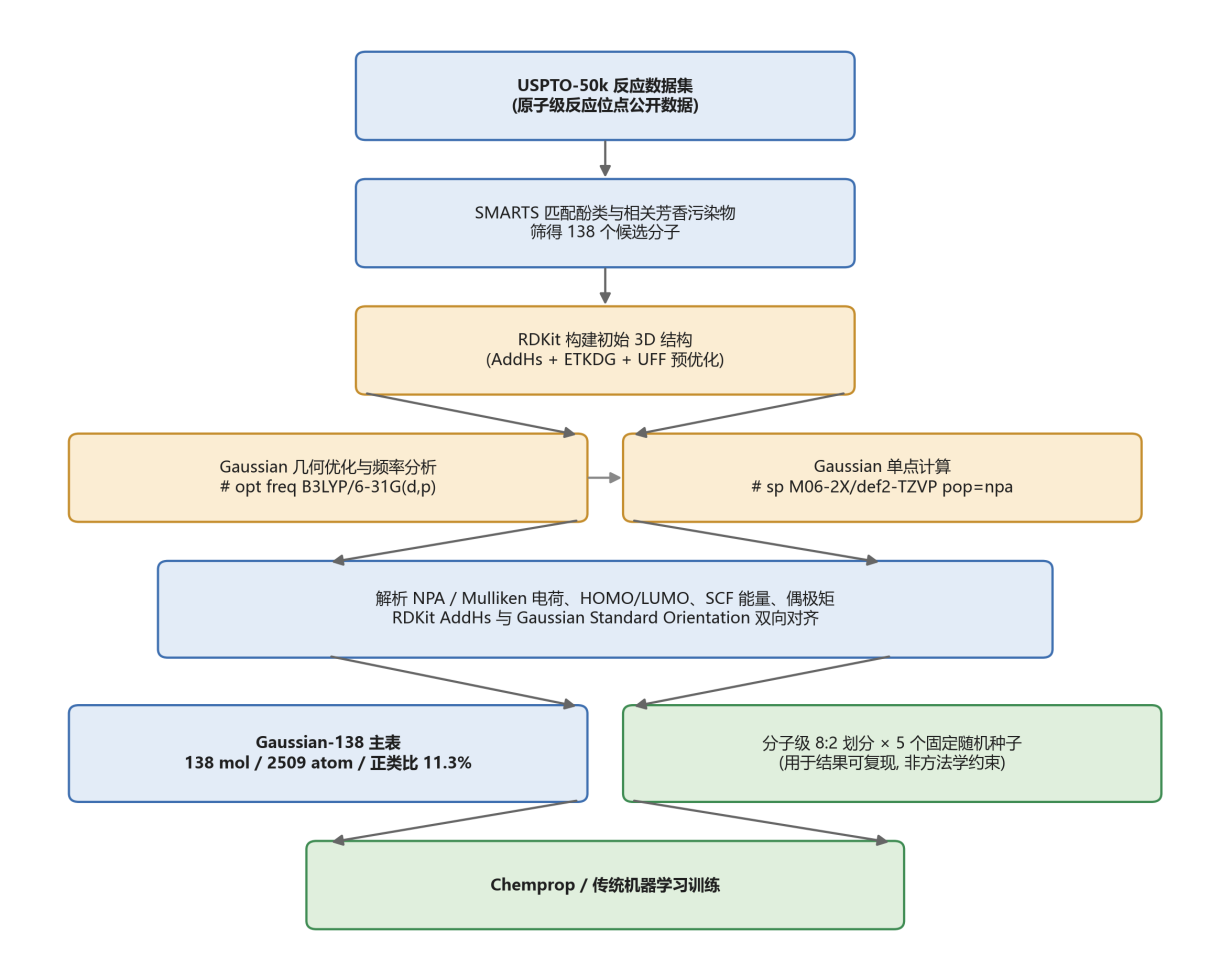 USPTO-50k 反应数据集
(原子级反应位点公开数据)
SMARTS 匹配酚类与相关芳香污染物
筛得 138 个候选分子
RDKit 构建初始 3D 结构
(AddHs + ETKDG + UFF 预优化)
Gaussian 几何优化与频率分析
# opt freq B3LYP/6-31G(d,p)
Gaussian 单点计算
# sp M06-2X/def2-TZVP pop=npa
解析 NPA / Mulliken 电荷、HOMO/LUMO、SCF 能量、偶极矩
RDKit AddHs 与 Gaussian Standard Orientation 双向对齐
Gaussian-138 主表
138 mol / 2509 atom / 正类比 11.3%
分子级 8:2 划分 × 5 个固定随机种子
(用于结果可复现, 非方法学约束)
Chemprop / 传统机器学习训练